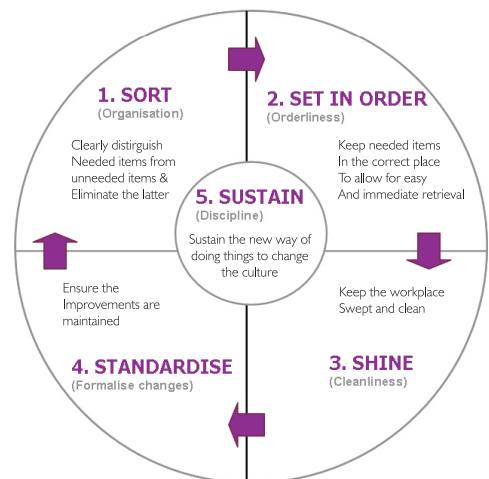 1. SORT
(Organisation)
Clearly distirguish
Needed items from
unneeded items &
Eliminate the latter
2. SET IN ORDER
(Orderliness)
Keep needed items
In the correct place
To allow for easy
And immediate retrieval
5. SUSTAIN
(Discipline)
Sustain the new way of
doing things to change
the culture
Ensure the
Improvements are
maintained
4. STANDARDISE
(Formalise changes)
Keep the workplace
Swept and clean
3. SHINE
(Cleanliness)